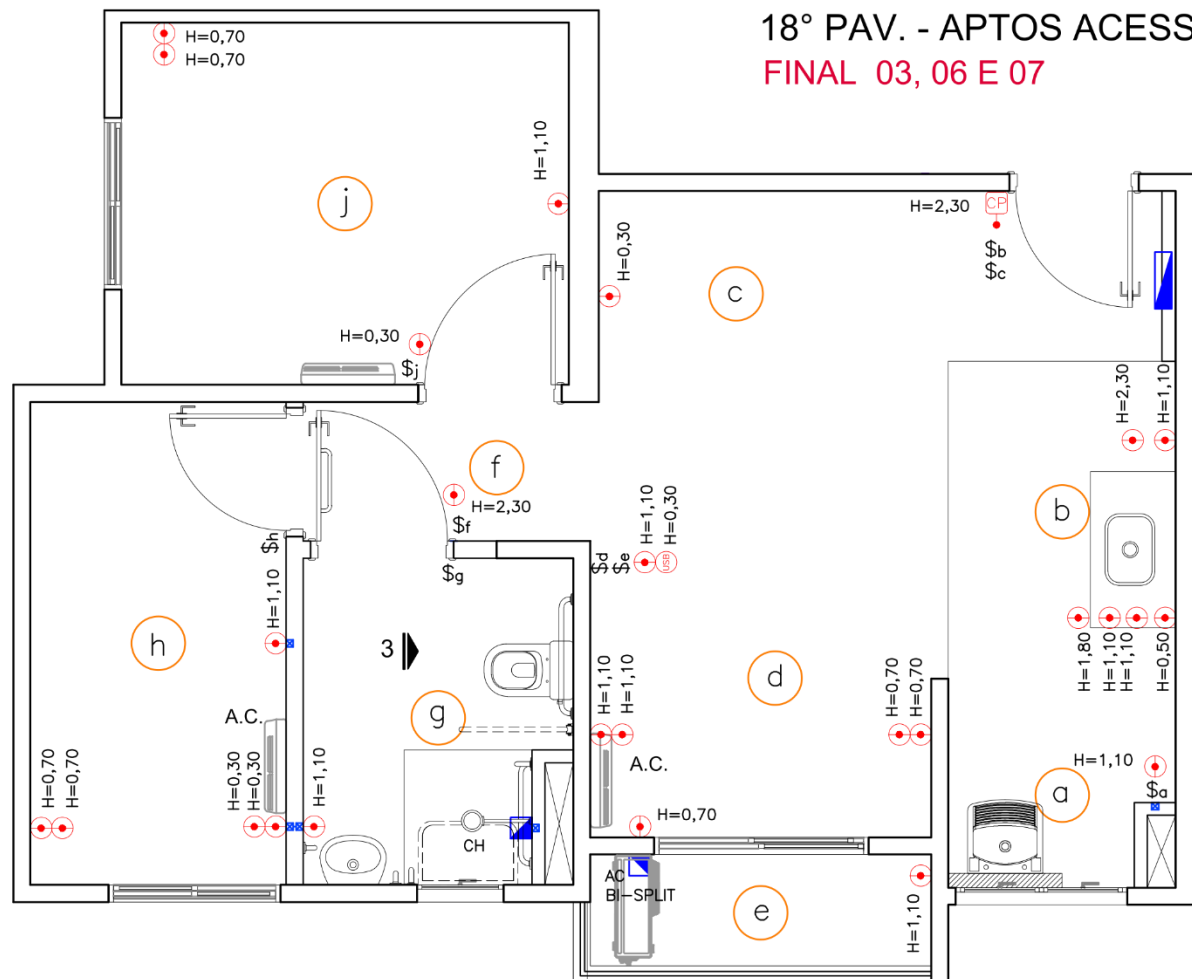 18° PAV. - APTOS ACESS
FINAL 03, 06 E 07
H=0,70
H=0,70
H=1,10
j
H=0,30
$j
H=0,30
c
H=2,30
CP
$b
$c
H=2,30
H=1,10
b
f
H=2,30
$f
$g
$h
$d
$e
H=1,10
H=0,30
USB
H=1,10
h
3
g
d
H=1,80
H=1,10
H=1,10
H=0,50
A.C.
H=0,70
H=0,70
H=0,30
H=0,30
H=1,10
H=1,10
H=1,10
A.C.
H=0,70
H=0,70
H=1,10
a
$a
CH
H=0,70
AC
BI-SPLIT
e
H=1,10